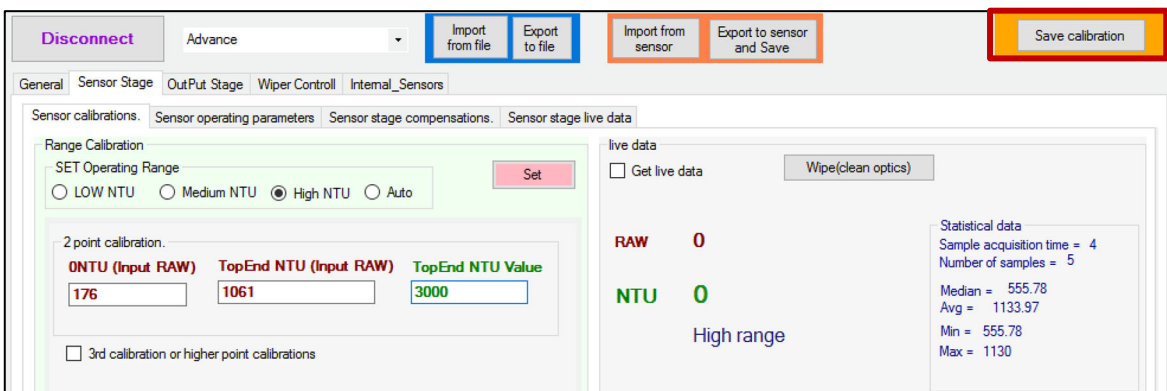 Disconnect
Advance
Import
from file
Export
to file
Import from
sensor
Export to sensor
and Save
Save calibration
General
Sensor Stage
OutPut Stage
Wiper Controll
Internal_Sensors
Sensor calibrations.
Sensor operating parameters
Sensor stage compensations.
Sensor stage live data
Range Calibration
SET Operating Range
LOW NTU
Medium NTU
High NTU
Auto
Set
2 point calibration.
0NTU (Input RAW)
TopEnd NTU (Input RAW)
TopEnd NTU Value
176
1061
3000
3rd calibration or higher point calibrations
live data
Get live data
Wipe(clean optics)
RAW 0
NTU 0
High range
Statistical data
Sample acquisition time = 4
Number of samples = 5
Median = 555.78
Avg = 1133.97
Min = 555.78
Max = 1130